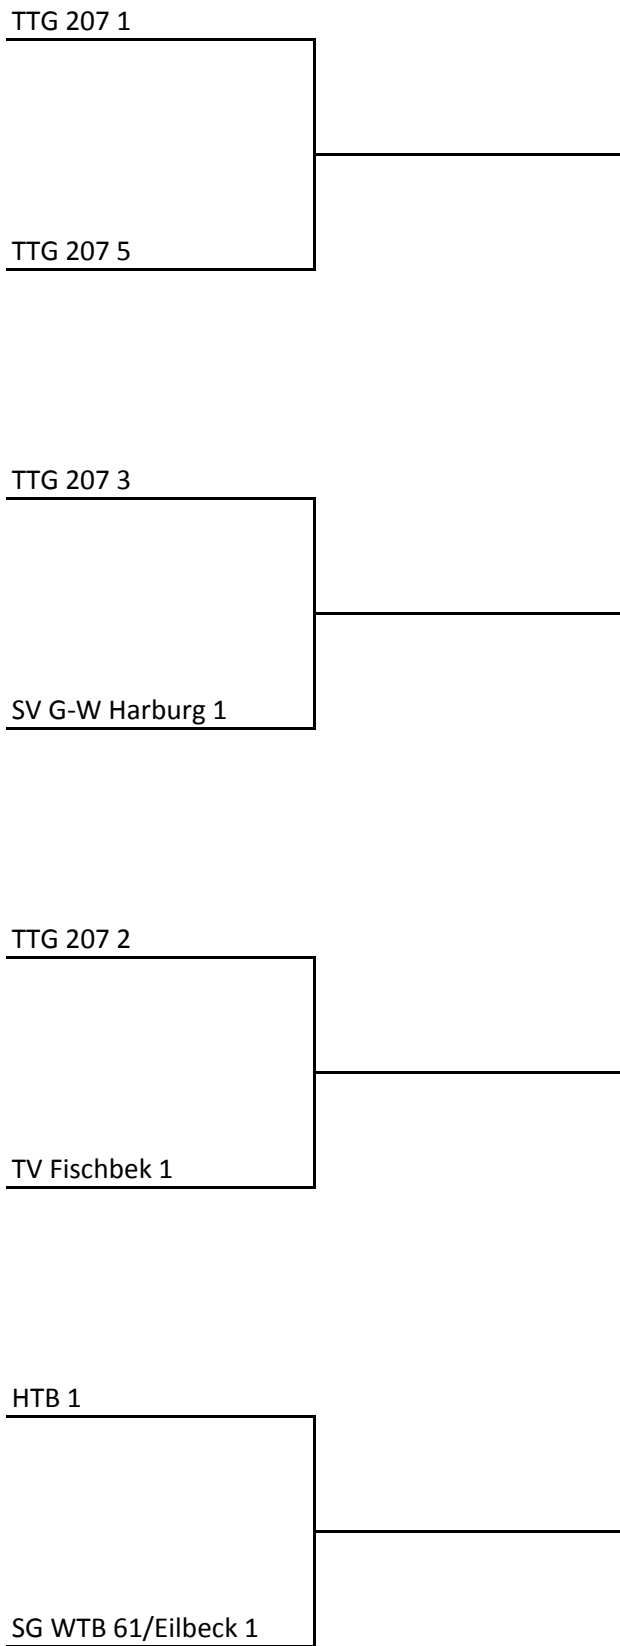 TTG 207 1
TTG 207 5
TTG 207 3
SV G-W Harburg 1
TTG 207 2
TV Fischbek 1
HTB 1
SG WTB 61/Eilbeck 1